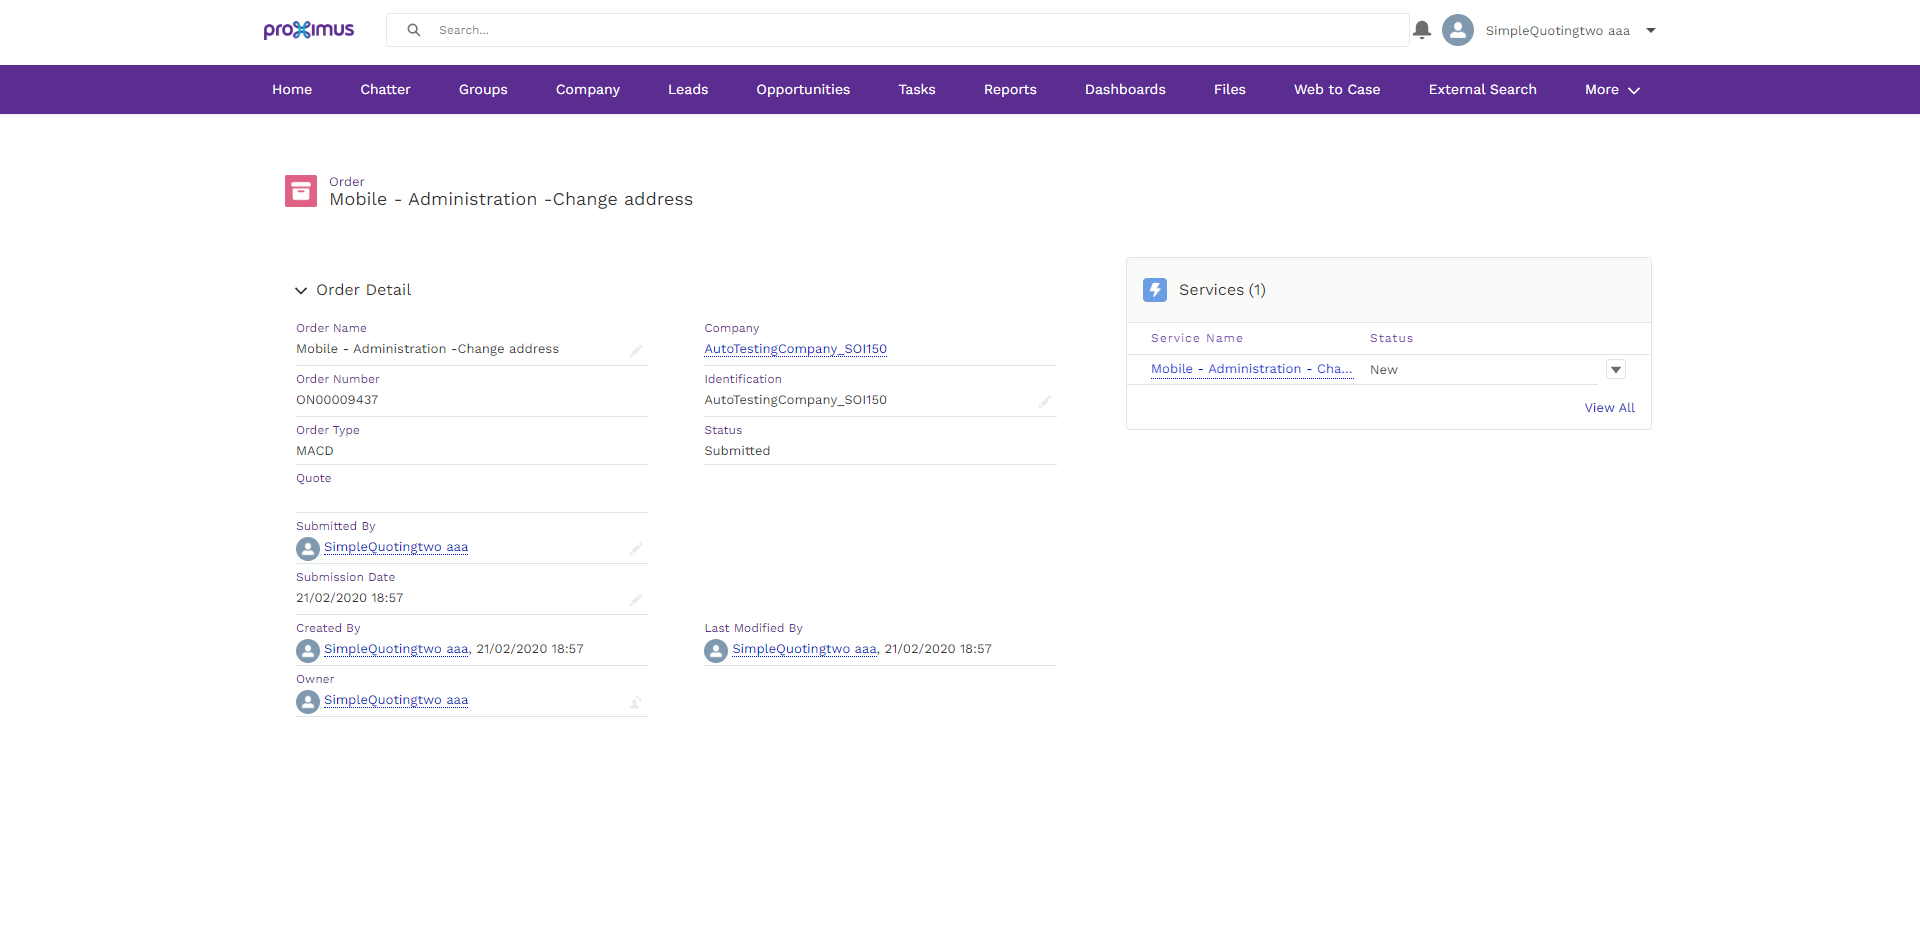 proximus
Search...
SimpleQuotingtwo aaa
Home Chatter Groups Company Leads Opportunities Tasks Reports Dashboards Files Web to Case External Search More
Order
Mobile - Administration -Change address
Order Detail
Order Name
Mobile - Administration -Change address
Company
AutoTestingCompany_SOI150
Order Number
ON00009437
Identification
AutoTestingCompany_SOI150
Order Type
MACD
Status
Submitted
Quote
Submitted By
SimpleQuotingtwo aaa
Submission Date
21/02/2020 18:57
Created By
SimpleQuotingtwo aaa, 21/02/2020 18:57
Last Modified By
SimpleQuotingtwo aaa, 21/02/2020 18:57
Owner
SimpleQuotingtwo aaa
Services (1)
Service Name Status
Mobile - Administration - Cha... New
View All